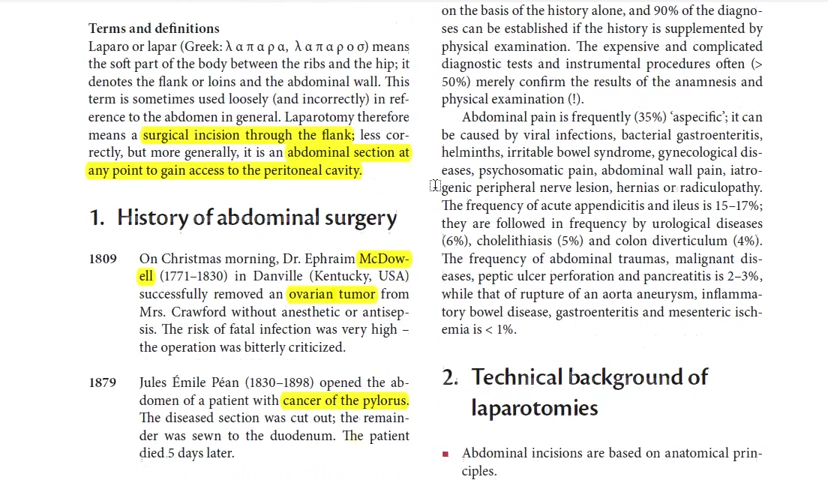 Terms and definitions
Laparo or lapar (Greek: λ α π α ρ α, λ α π α ρ ο σ) means
the soft part of the body between the ribs and the hip; it
denotes the flank or loins and the abdominal wall. This
term is sometimes used loosely (and incorrectly) in ref-
erence to the abdomen in general. Laparotomy therefore
means a surgical incision through the flank; less cor-
rectly, but more generally, it is an abdominal section at
any point to gain access to the peritoneal cavity.
1. History of abdominal surgery
1809 On Christmas morning, Dr. Ephraim McDow-
ell (1771–1830) in Danville (Kentucky, USA)
successfully removed an ovarian tumor from
Mrs. Crawford without anesthetic or antisep-
sis. The risk of fatal infection was very high –
the operation was bitterly criticized.
1879 Jules Émile Péan (1830–1898) opened the ab-
domen of a patient with cancer of the pylorus.
The diseased section was cut out; the remain-
der was sewn to the duodenum. The patient
died 5 days later.
on the basis of the history alone, and 90% of the diagno-
ses can be established if the history is supplemented by
physical examination. The expensive and complicated
diagnostic tests and instrumental procedures often (>
50%) merely confirm the results of the anamnesis and
physical examination (!).
Abdominal pain is frequently (35%) ‘aspecific’; it can
be caused by viral infections, bacterial gastroenteritis,
helminths, irritable bowel syndrome, gynecological dis-
eases, psychosomatic pain, abdominal wall pain, iatro-
genic peripheral nerve lesion, hernias or radiculopathy.
The frequency of acute appendicitis and ileus is 15–17%;
they are followed in frequency by urological diseases
(6%), cholelithiasis (5%) and colon diverticulum (4%).
The frequency of abdominal traumas, malignant dis-
eases, peptic ulcer perforation and pancreatitis is 2–3%,
while that of rupture of an aorta aneurysm, inflamma-
tory bowel disease, gastroenteritis and mesenteric isch-
emia is < 1%.
2. Technical background of
laparotomies
Abdominal incisions are based on anatomical prin-
ciples.